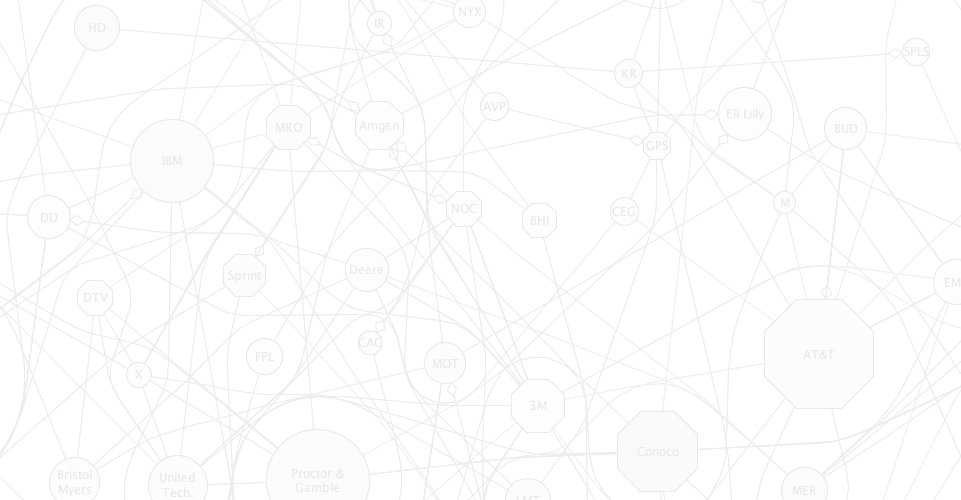 HD
IR
NYX
KR
SPLS
AVP
Eli Lilly
MRO
Amgen
BUD
GPS
IBM
M
NOC
CEG
BHI
DD
Deere
Sprint
EM
DTV
CAG
AT&T
FPL
MOT
X
3M
Conoco
Bristol
Myers
United
Tech.
Proctor &
Gamble
MER
LMT